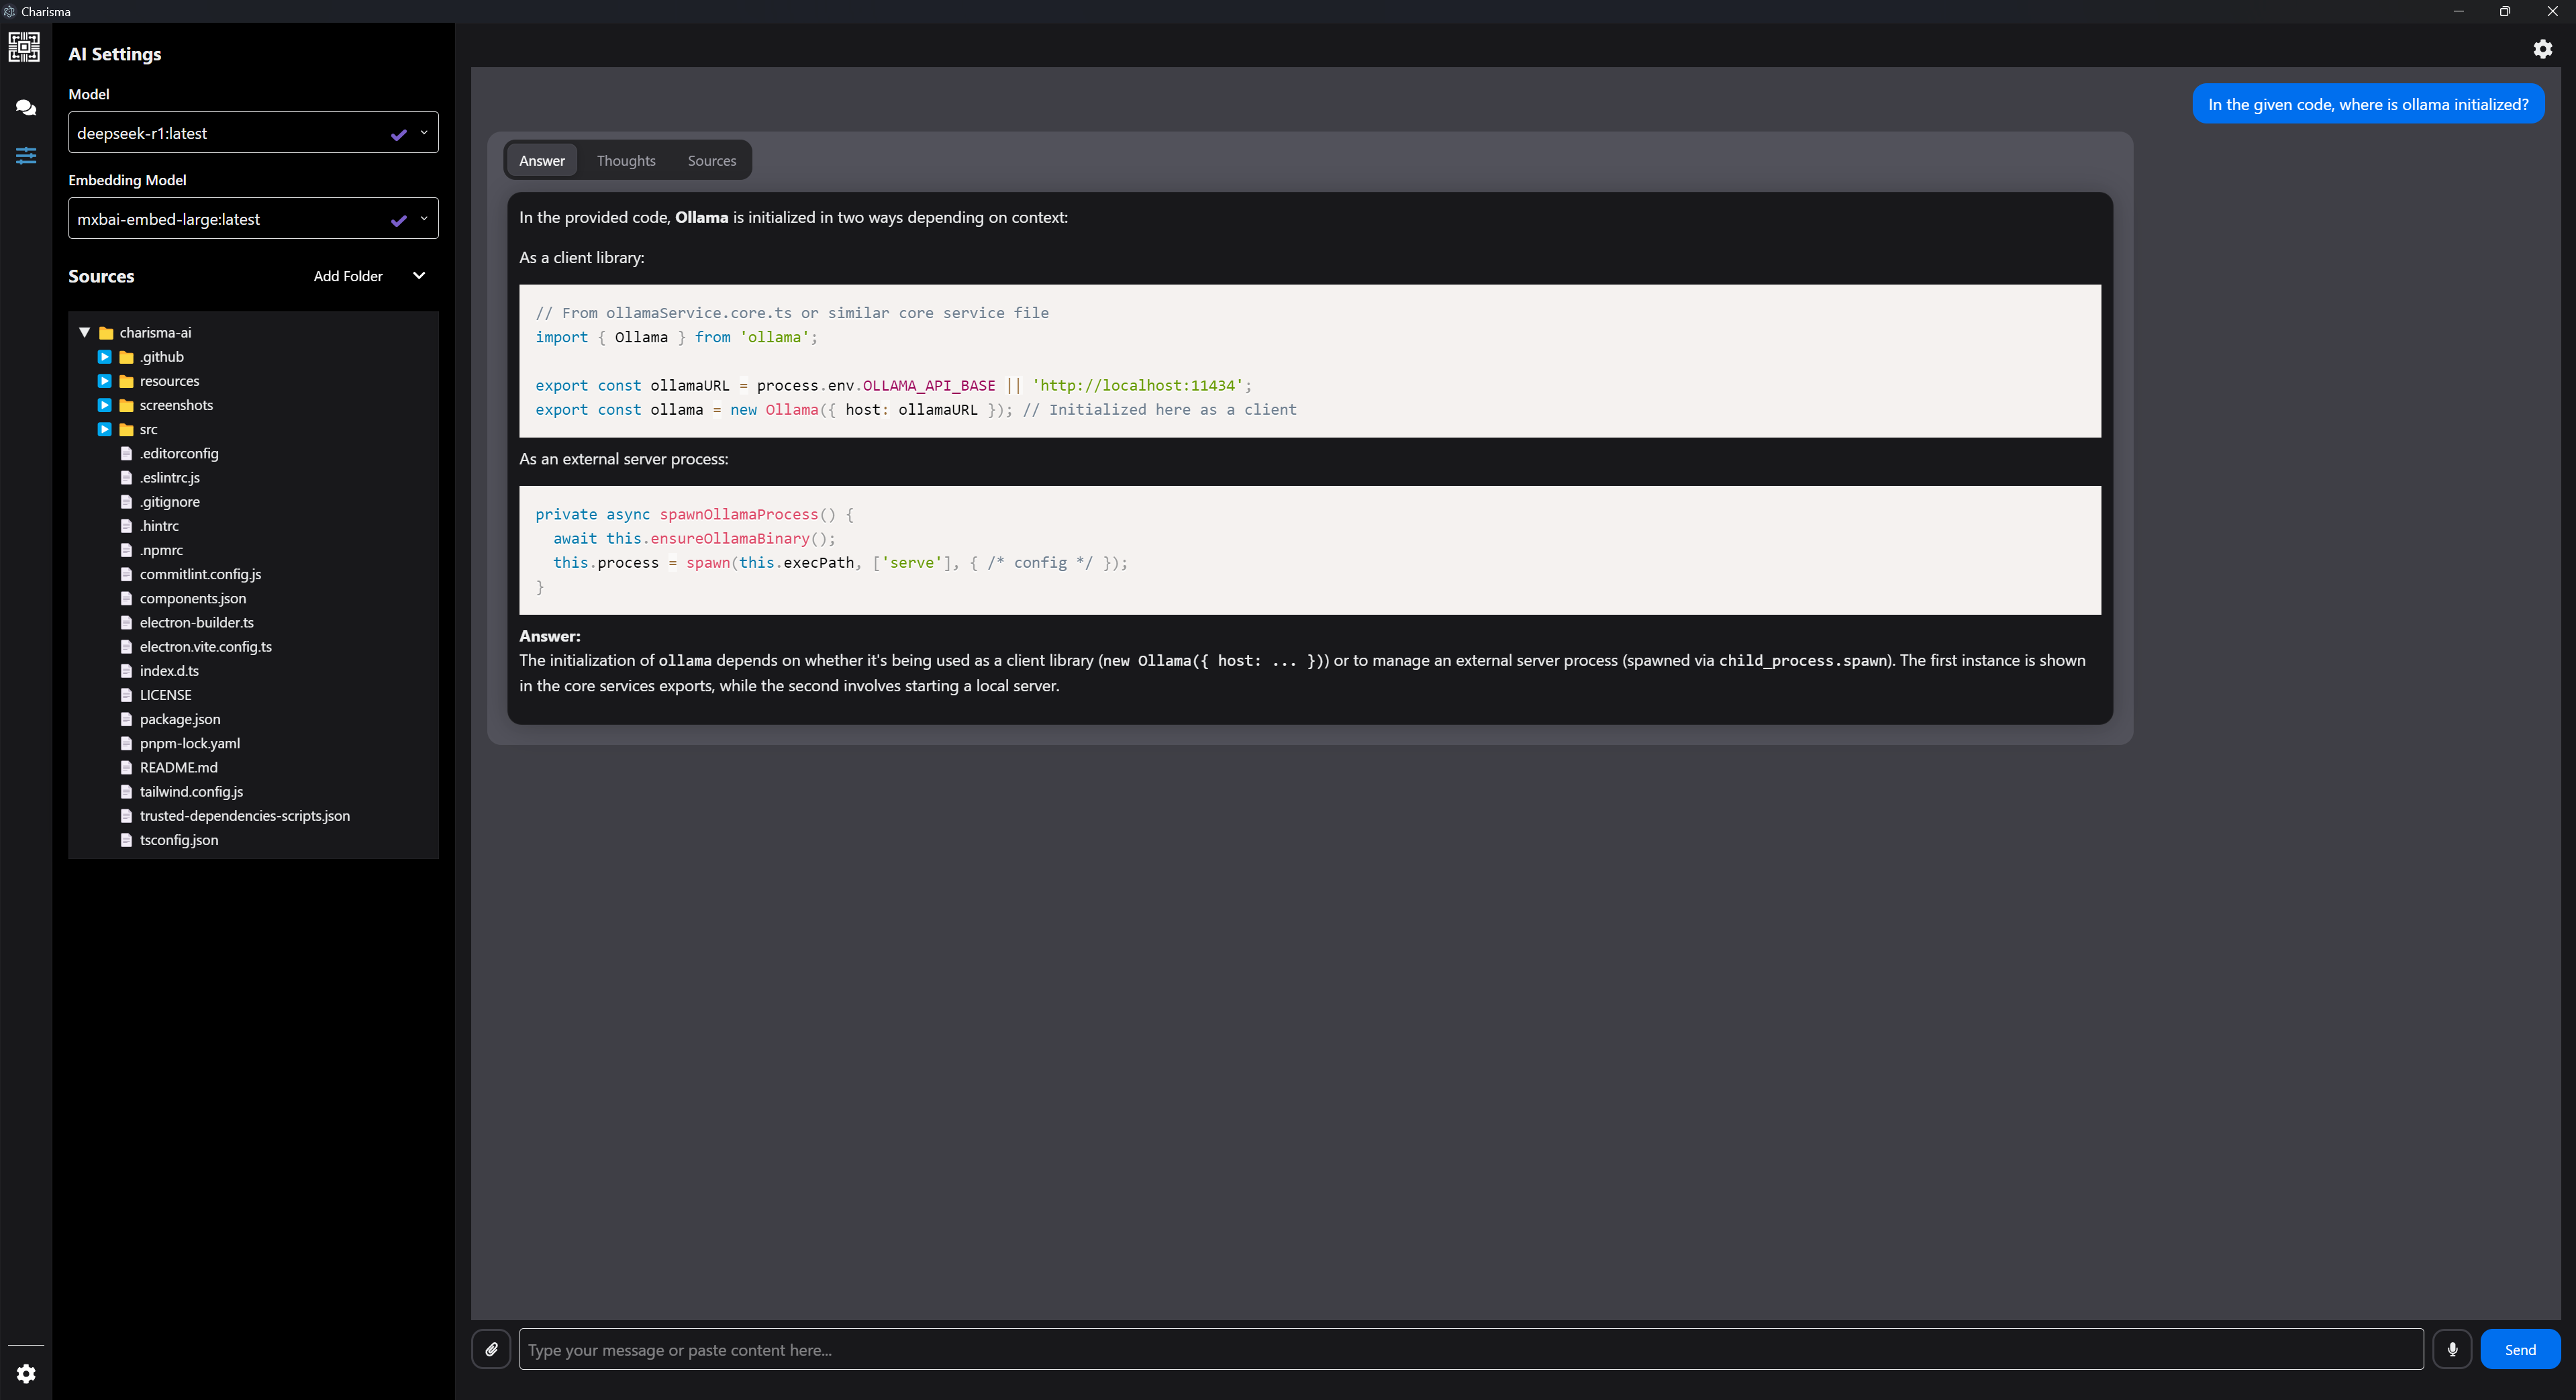 Charisma
AI Settings
Model
deepseek-r1:latest
Embedding Model
mxbai-embed-large:latest
Sources
Add Folder
charisma-ai
.github
resources
screenshots
src
.editorconfig
.eslintrc.js
.gitignore
.hintrc
.npmrc
commitlint.config.js
components.json
electron-builder.ts
electron.vite.config.ts
index.d.ts
LICENSE
package.json
pnpm-lock.yaml
README.md
tailwind.config.js
trusted-dependencies-scripts.json
tsconfig.json
In the given code, where is ollama initialized?
Answer
Thoughts
Sources
In the provided code, Ollama is initialized in two ways depending on context:
As a client library:
// From ollamaService.core.ts or similar core service file
import { Ollama } from 'ollama';
export const ollamaURL = process.env.OLLAMA_API_BASE || 'http://localhost:11434';
export const ollama = new Ollama({ host: ollamaURL }); // Initialized here as a client
As an external server process:
private async spawnOllamaProcess() {
await this.ensureOllamaBinary();
this.process = spawn(this.execPath, ['serve'], { /* config */ });
}
Answer:
The initialization of ollama depends on whether it's being used as a client library (new Ollama({ host: ... })) or to manage an external server process (spawned via child_process.spawn). The first instance is shown
in the core services exports, while the second involves starting a local server.
Type your message or paste content here...
Send